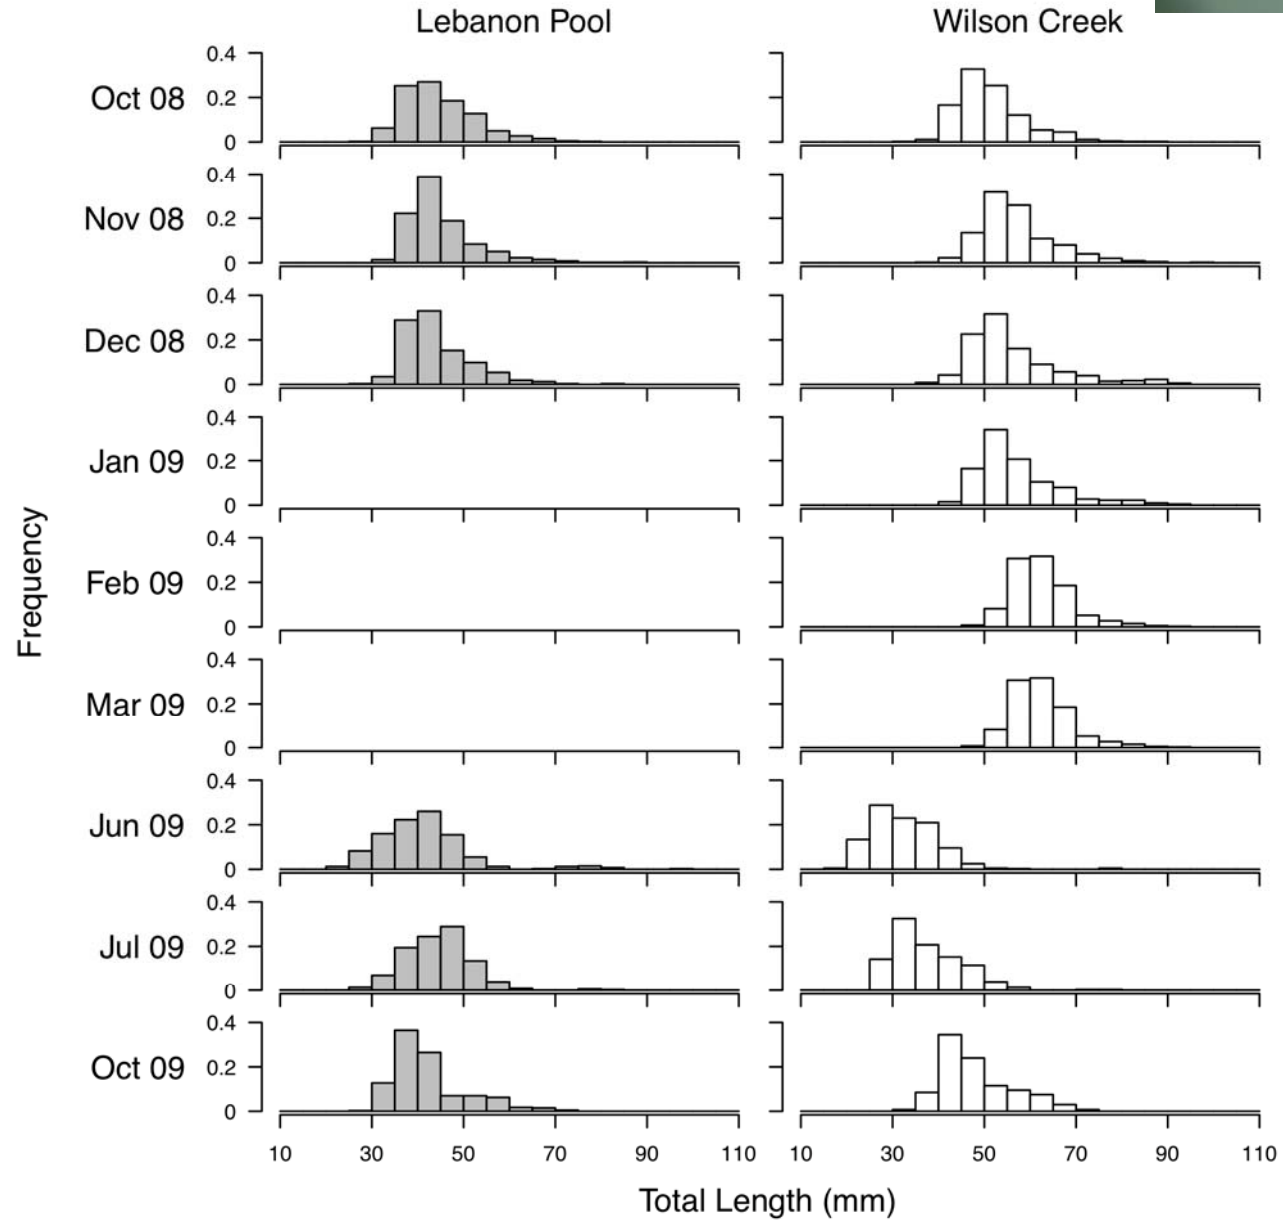 Lebanon Pool Wilson Creek
Oct 08 0.4 0.2 0
Nov 08 0.4 0.2 0
Dec 08 0.4 0.2 0
Jan 09 0.4 0.2 0
Feb 09 0.4 0.2 0
Mar 09 0.4 0.2 0
Jun 09 0.4 0.2 0
Jul 09 0.4 0.2 0
Oct 09 0.4 0.2 0
Frequency
10 30 50 70 90 110 10 30 50 70 90 110
Total Length (mm)